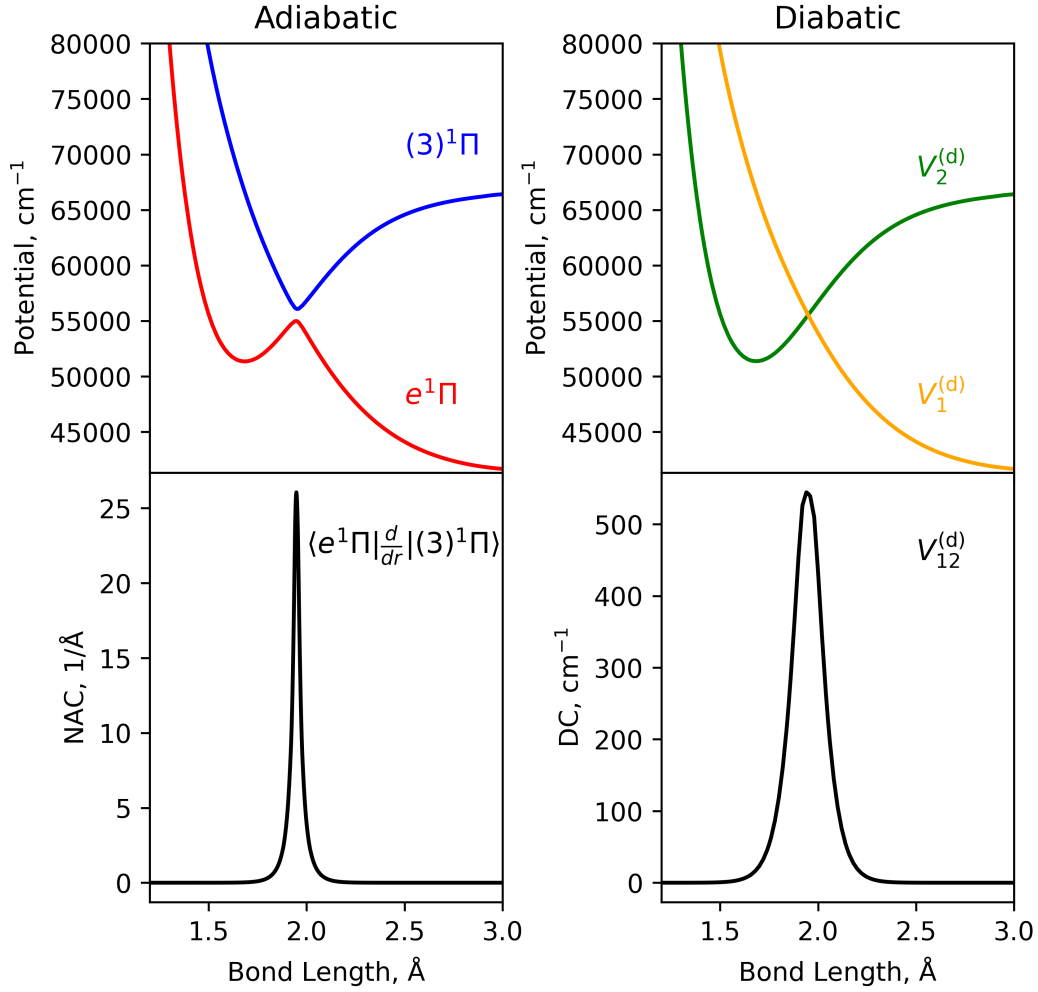 Adiabatic
Diabatic
Potential, cm⁻¹
80000
75000
70000
65000
60000
55000
50000
45000
(3)¹Π
e¹Π
Potential, cm⁻¹
80000
75000
70000
65000
60000
55000
50000
45000
V₂⁽ᵈ⁾
V₁⁽ᵈ⁾
NAC, 1/Å
25
20
15
10
5
0
⟨e¹Π|d/dr|(3)¹Π⟩
1.5 2.0 2.5 3.0
Bond Length, Å
DC, cm⁻¹
500
400
300
200
100
0
V₁₂⁽ᵈ⁾
1.5 2.0 2.5 3.0
Bond Length, Å